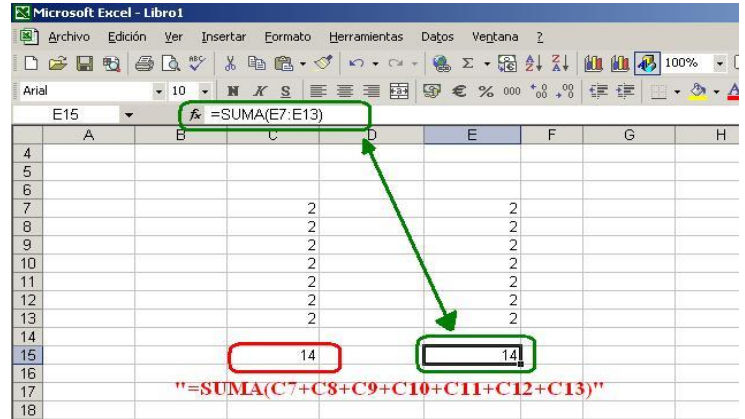 Microsoft Excel - Libro1
Archivo Edición Ver Insertar Formato Herramientas Datos Ventana ?
ABC Σ A Z Z A 100%
Arial 10 N K S € % 000 A
E15 fx =SUMA(E7:E13)
A B C D E F G H
4
5
6
7 2 2
8 2 2
9 2 2
10 2 2
11 2 2
12 2 2
13 2 2
14
15 14 14
16
17 "=SUMA(C7+C8+C9+C10+C11+C12+C13)"
18